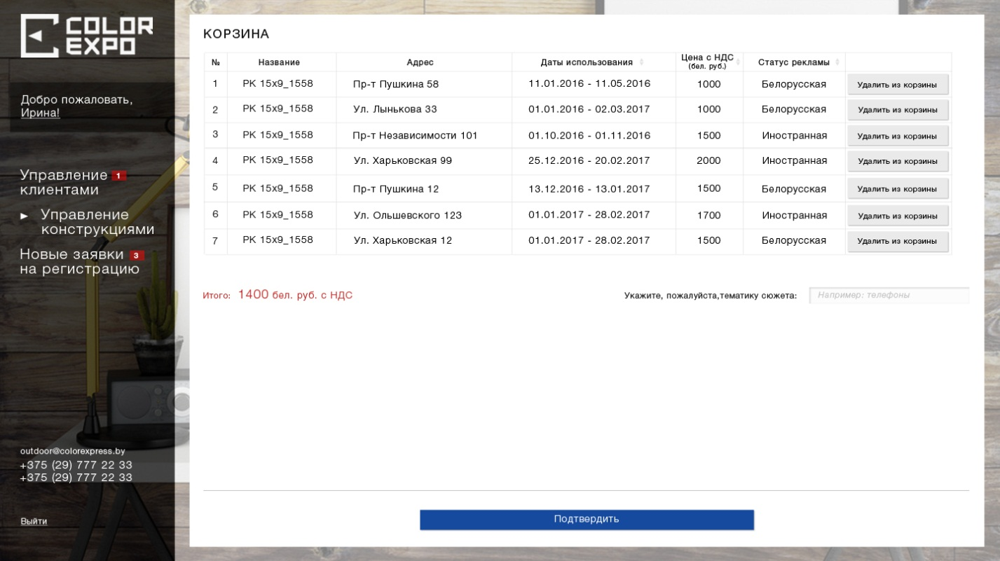 COLOR
EXPO
Добро пожаловать,
Ирина!
Управление 1
клиентами
► Управление
конструкциями
Новые заявки 3
на регистрацию
outdoor@colorexpress.by
+375 (29) 777 22 33
+375 (29) 777 22 33
Выйти
КОРЗИНА
№ Название Адрес Даты использования Цена с НДС (бел. руб.) Статус рекламы
1 РК 15х9_1558 Пр-т Пушкина 58 11.01.2016 - 11.05.2016 1000 Белорусская Удалить из корзины
2 РК 15х9_1558 Ул. Лынькова 33 01.01.2016 - 02.03.2017 1000 Белорусская Удалить из корзины
3 РК 15х9_1558 Пр-т Независимости 101 01.10.2016 - 01.11.2016 1500 Иностранная Удалить из корзины
4 РК 15х9_1558 Ул. Харьковская 99 25.12.2016 - 20.02.2017 2000 Иностранная Удалить из корзины
5 РК 15х9_1558 Пр-т Пушкина 12 13.12.2016 - 13.01.2017 1500 Белорусская Удалить из корзины
6 РК 15х9_1558 Ул. Ольшевского 123 01.01.2017 - 28.02.2017 1700 Иностранная Удалить из корзины
7 РК 15х9_1558 Ул. Харьковская 12 01.01.2017 - 28.02.2017 1500 Белорусская Удалить из корзины
Итого: 1400 бел. руб. с НДС Укажите, пожалуйста,тематику сюжета: Например: телефоны
Подтвердить